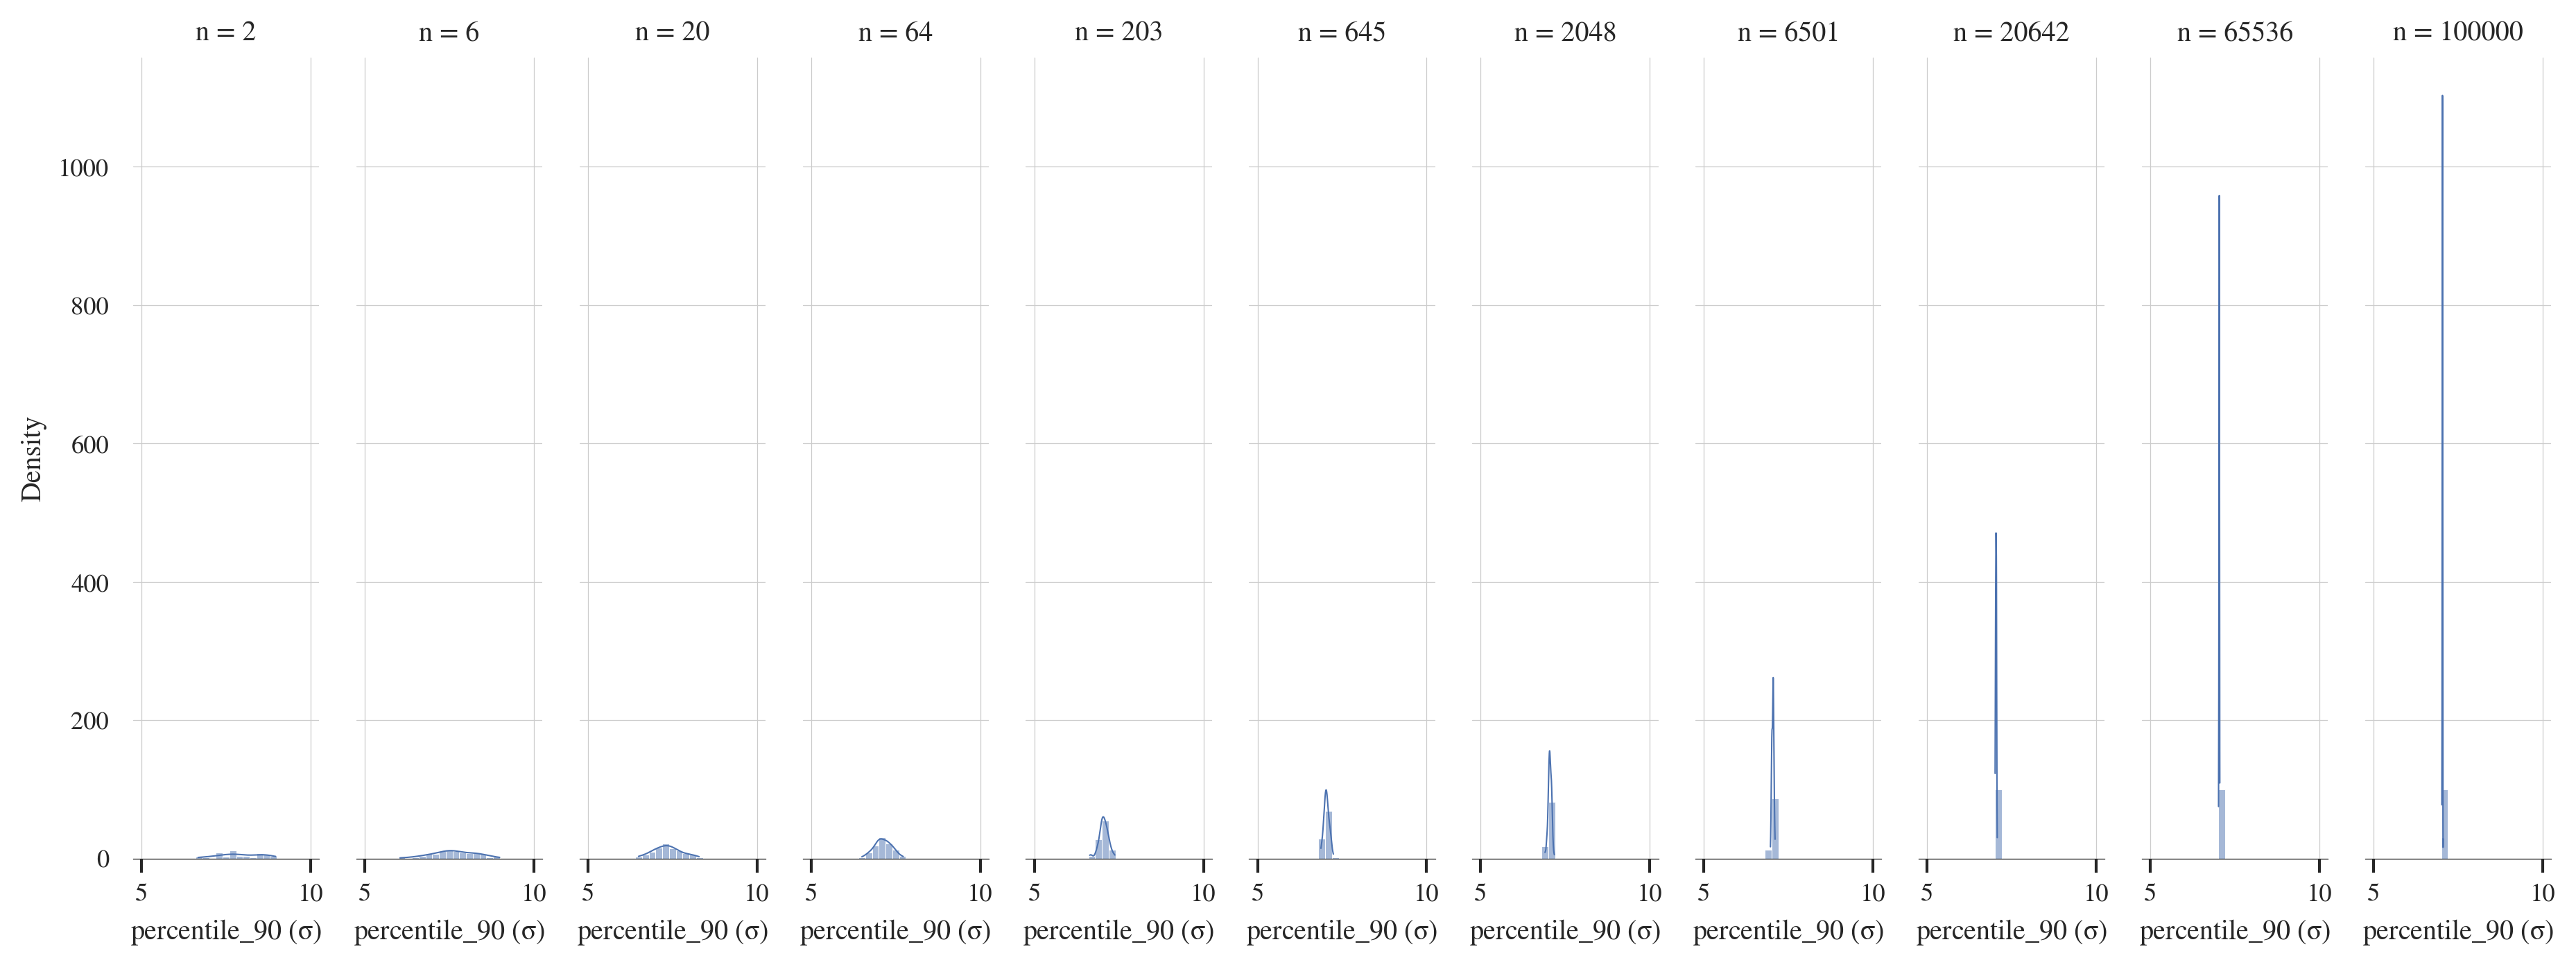 n = 2 n = 6 n = 20 n = 64 n = 203 n = 645 n = 2048 n = 6501 n = 20642 n = 65536 n = 100000
1000
800
600
400
200
0
Density
5 10 5 10 5 10 5 10 5 10 5 10 5 10 5 10 5 10 5 10 5 10
percentile_90 (σ) percentile_90 (σ) percentile_90 (σ) percentile_90 (σ) percentile_90 (σ) percentile_90 (σ) percentile_90 (σ) percentile_90 (σ) percentile_90 (σ) percentile_90 (σ) percentile_90 (σ)